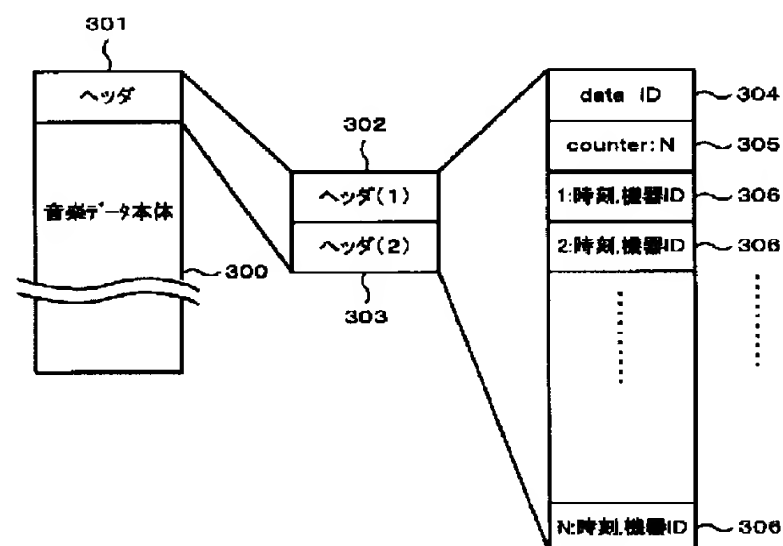 301
ヘッダ
音楽データ本体
300
302
ヘッダ(1)
ヘッダ(2)
303
data ID
304
counter:N
305
1:時刻,機器ID
306
2:時刻,機器ID
306
N:時刻,機器ID
306